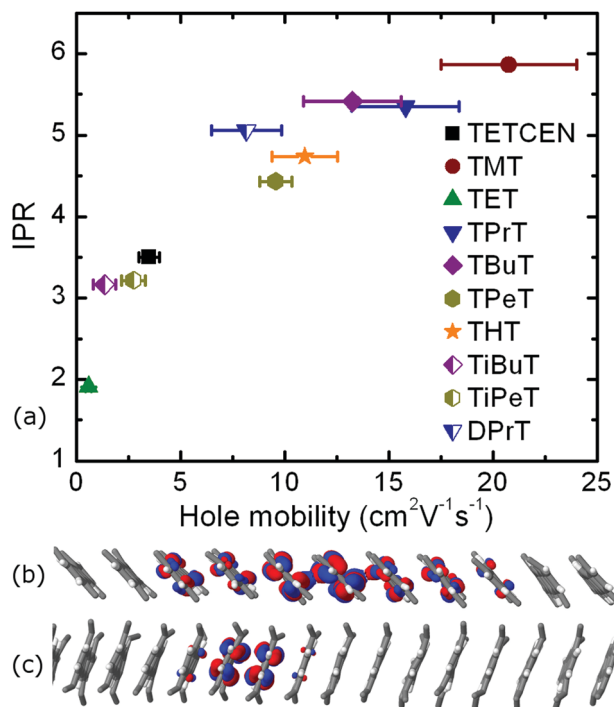 6
5
4
3
2
1
IPR
TETCEN
TMT
TET
TPrT
TBuT
TPeT
THT
TiBuT
TiPeT
DPrT
(a)
0 5 10 15 20 25
Hole mobility (cm²V⁻¹s⁻¹)
(b)
(c)